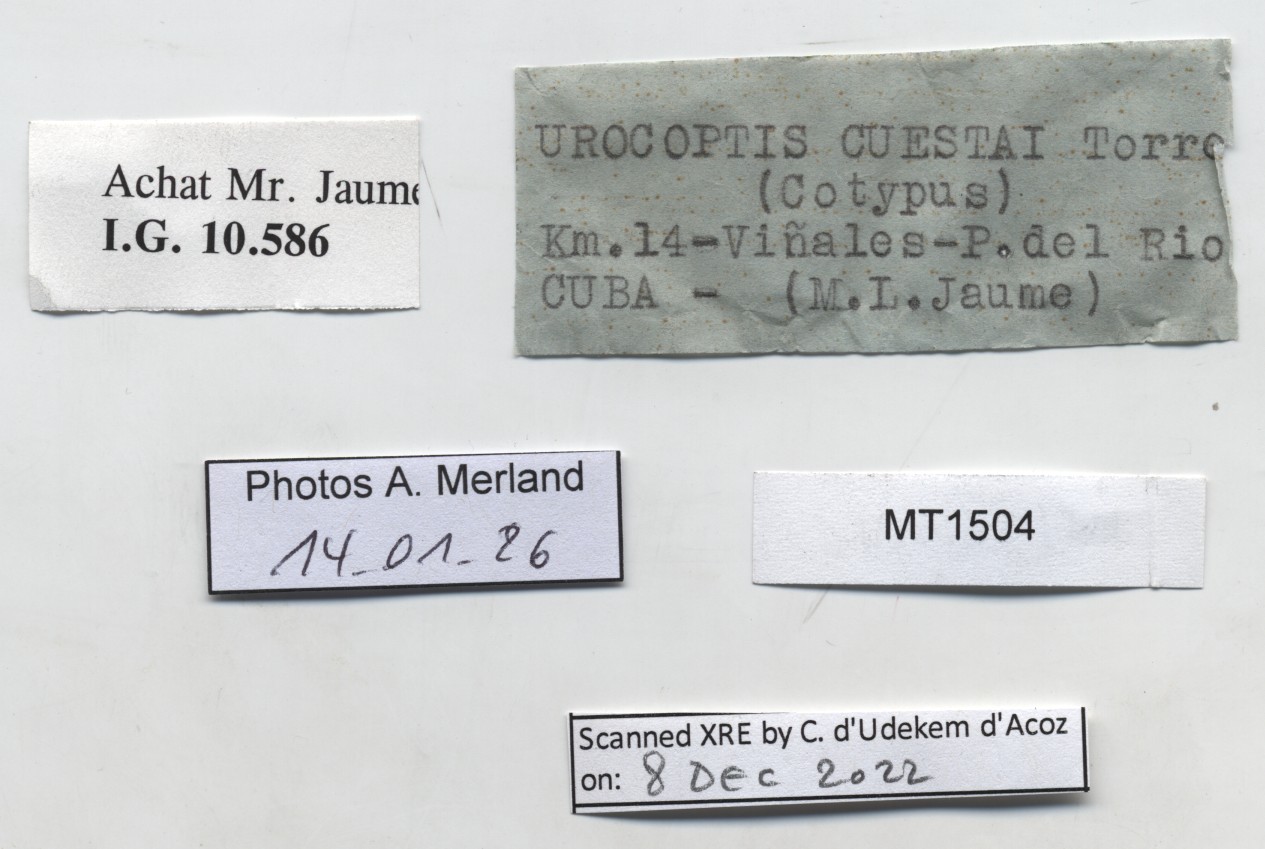 Achat Mr. Jaume
I.G. 10.586
UROCOPTIS CUESTAI Torre
(Cotypus)
Km.14-Viñales-P.del Rio
CUBA - (M.L.Jaume)
Photos A. Merland
14_01_26
MT1504
Scanned XRE by C. d'Udekem d'Acoz
on: 8 DEC 2022